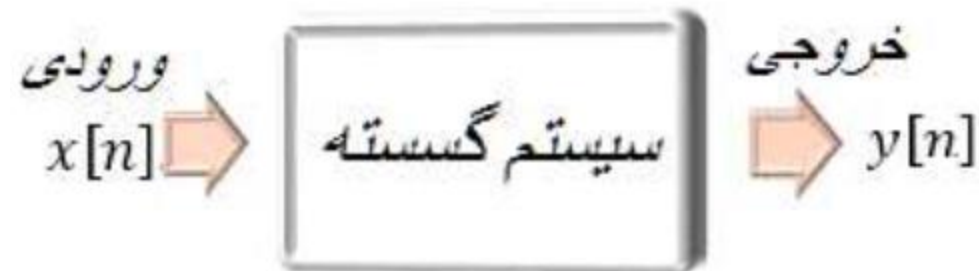 ورودی
x[n]
سیستم گسسته
خروجی
y[n]